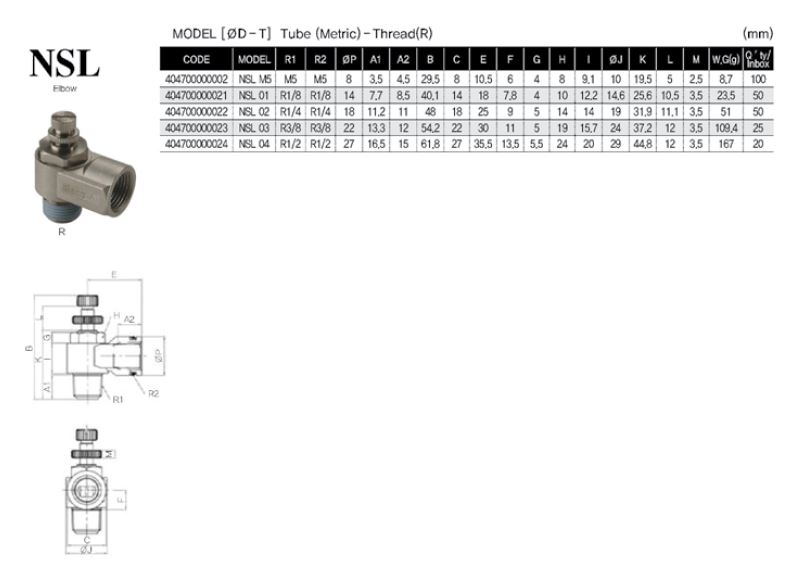 MODEL [ØD-T] Tube (Metric)-Thread(R) (mm)
NSL
Elbow
CODE MODEL R1 R2 ØP A1 A2 B C E F G H I ØJ K L M W,G(g) Q'ty/Inbox
404700000002 NSL M5 M5 M5 8 3,5 4,5 29,5 8 10,5 6 4 8 9,1 10 19,5 5 2,5 8,7 100
404700000021 NSL 01 R1/8 R1/8 14 7,7 8,5 40,1 14 18 7,8 4 10 12,2 14,6 25,6 10,5 3,5 23,5 50
404700000022 NSL 02 R1/4 R1/4 18 11,2 11 48 18 25 9 5 14 14 19 31,9 11,1 3,5 51 50
404700000023 NSL 03 R3/8 R3/8 22 13,3 12 54,2 22 30 11 5 19 15,7 24 37,2 12 3,5 109,4 25
404700000024 NSL 04 R1/2 R1/2 27 16,5 15 61,8 27 35,5 13,5 5,5 24 20 29 44,8 12 3,5 167 20
R
E
H A2
L G
B K I ØP
A1
R1 R2
M
F
C
ØJ